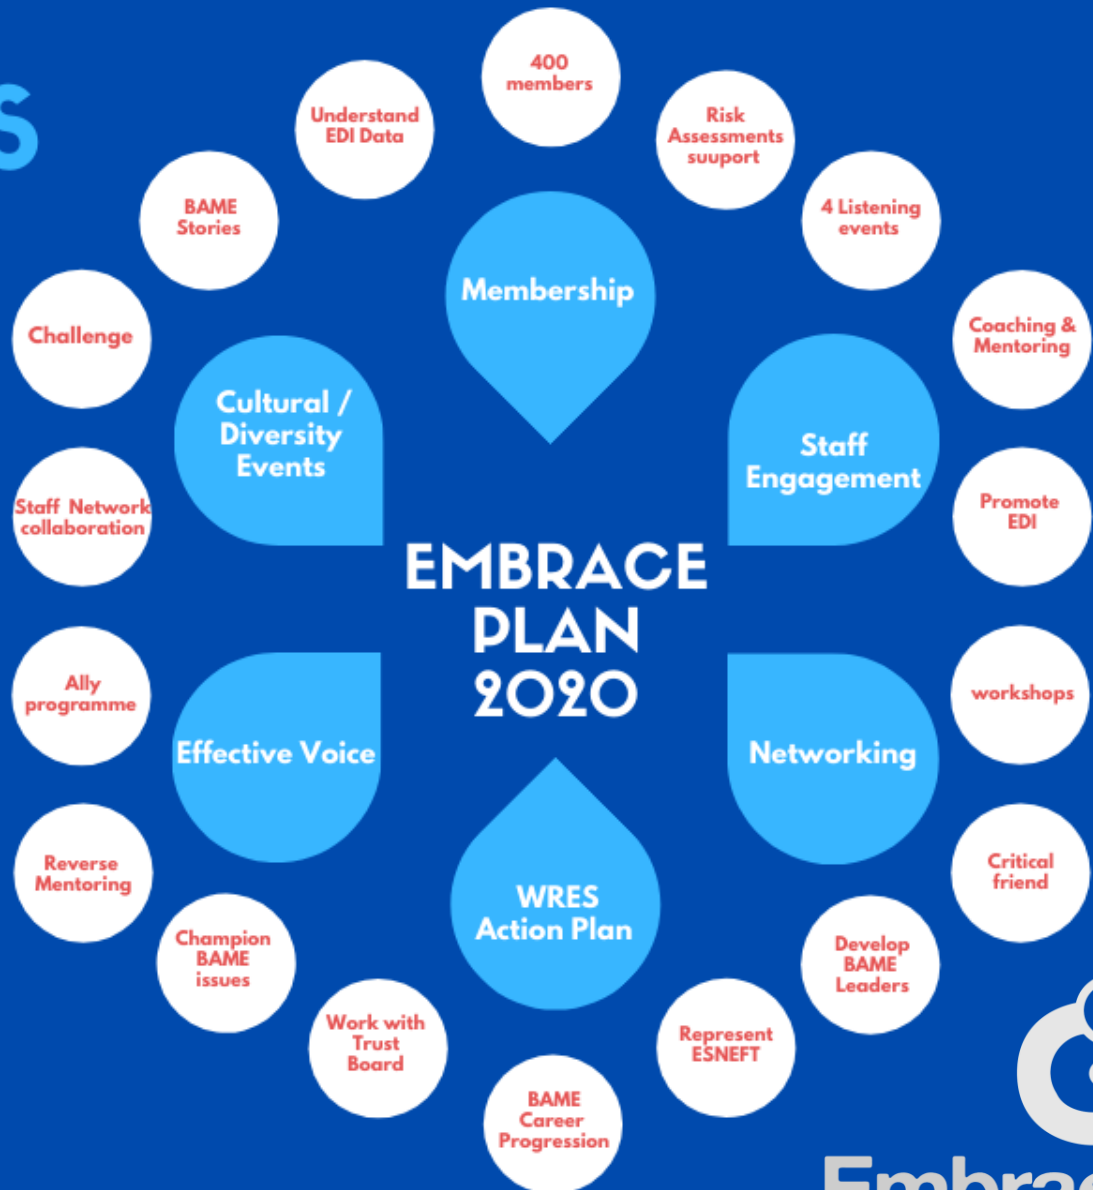 S
400
members
Understand
EDI Data
Risk
Assessments
suuport
BAME
Stories
4 Listening
events
Challenge
Coaching &
Mentoring
Membership
Cultural /
Diversity
Events
Staff
Engagement
Staff Network
collaboration
Promote
EDI
EMBRACE
PLAN
2020
Ally
programme
workshops
Effective Voice
Networking
Reverse
Mentoring
Critical
friend
WRES
Action Plan
Champion
BAME
issues
Develop
BAME
Leaders
Work with
Trust
Board
Represent
ESNEFT
BAME
Career
Progression
Embrac